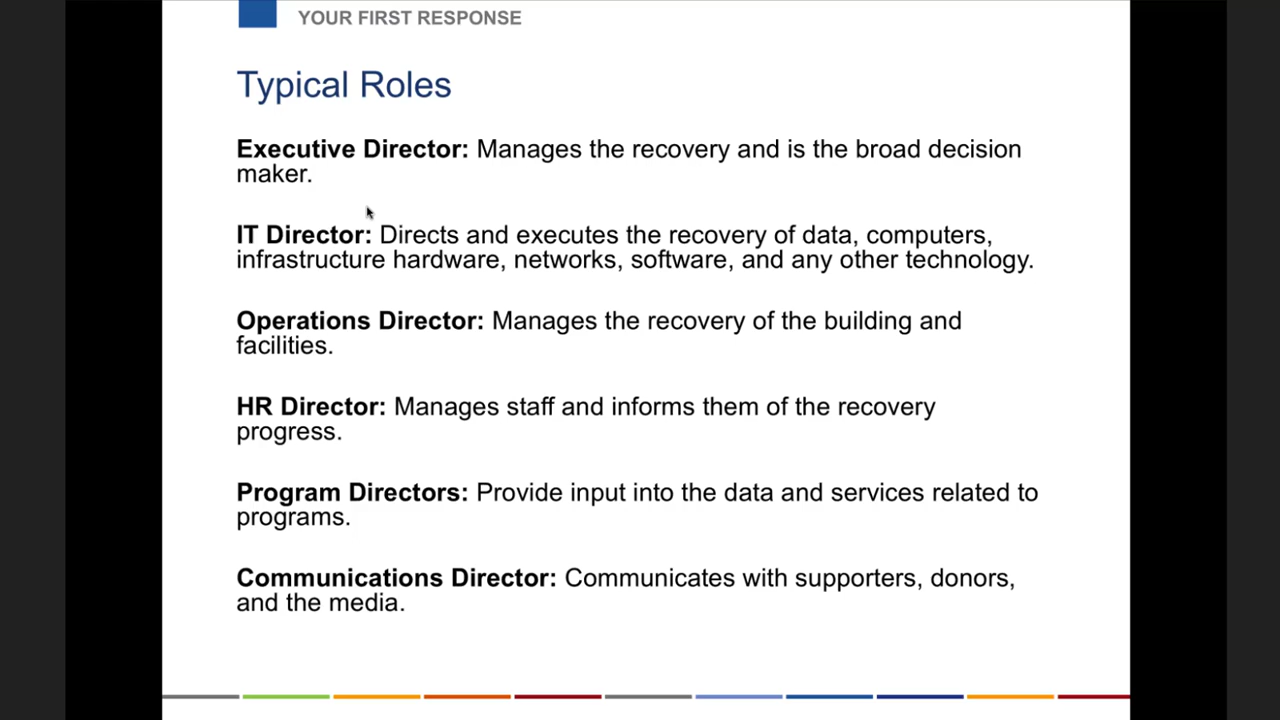 YOUR FIRST RESPONSE
Typical Roles
Executive Director: Manages the recovery and is the broad decision
maker.
IT Director: Directs and executes the recovery of data, computers,
infrastructure hardware, networks, software, and any other technology.
Operations Director: Manages the recovery of the building and
facilities.
HR Director: Manages staff and informs them of the recovery
progress.
Program Directors: Provide input into the data and services related to
programs.
Communications Director: Communicates with supporters, donors,
and the media.